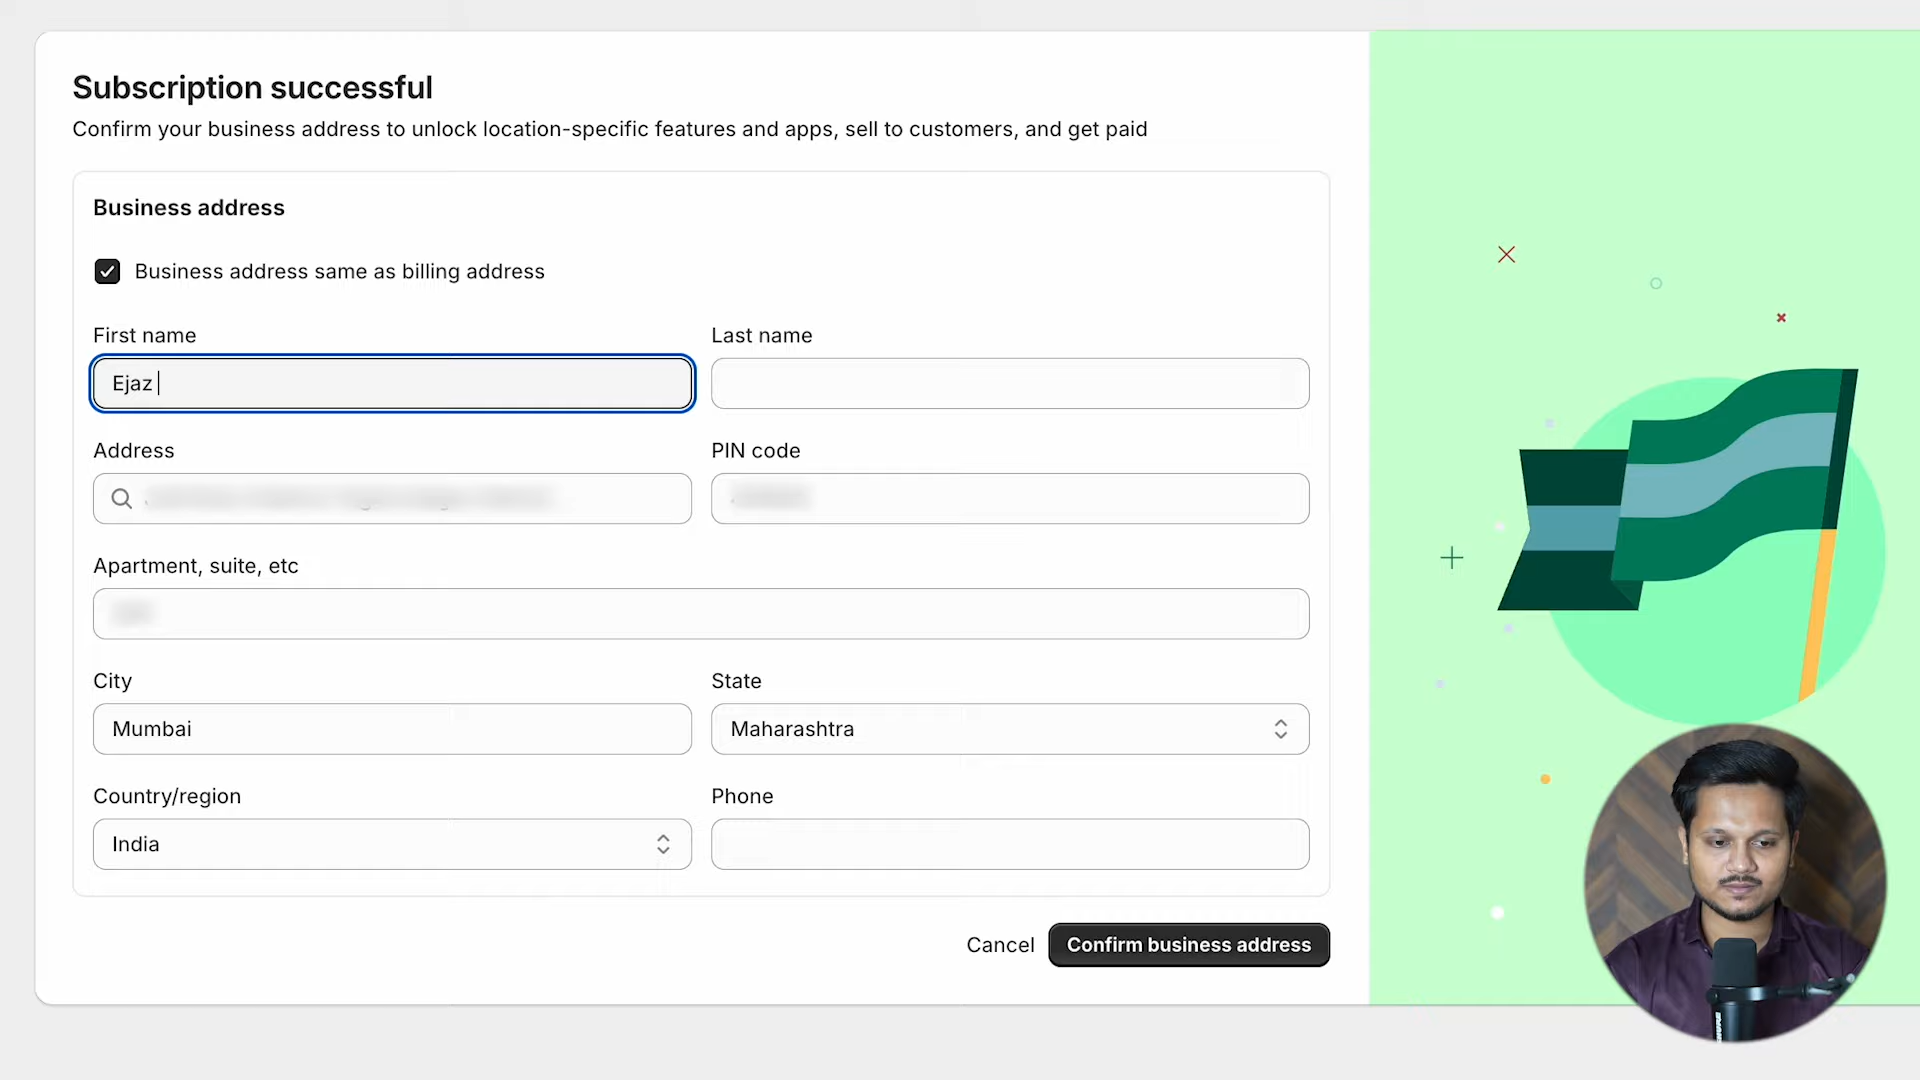 Subscription successful
Confirm your business address to unlock location-specific features and apps, sell to customers, and get paid
Business address
Business address same as billing address
First name
Last name
Ejaz
Address
PIN code
Apartment, suite, etc
City
State
Mumbai
Maharashtra
Country/region
Phone
India
Cancel
Confirm business address